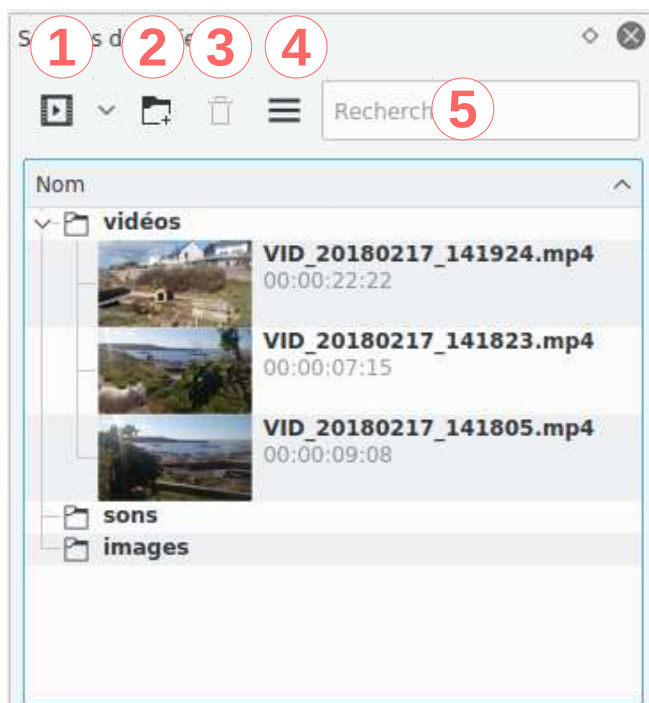 1 2 3 4
5
Nom
vidéos
VID_20180217_141924.mp4
00:00:22:22
VID_20180217_141823.mp4
00:00:07:15
VID_20180217_141805.mp4
00:00:09:08
sons
images